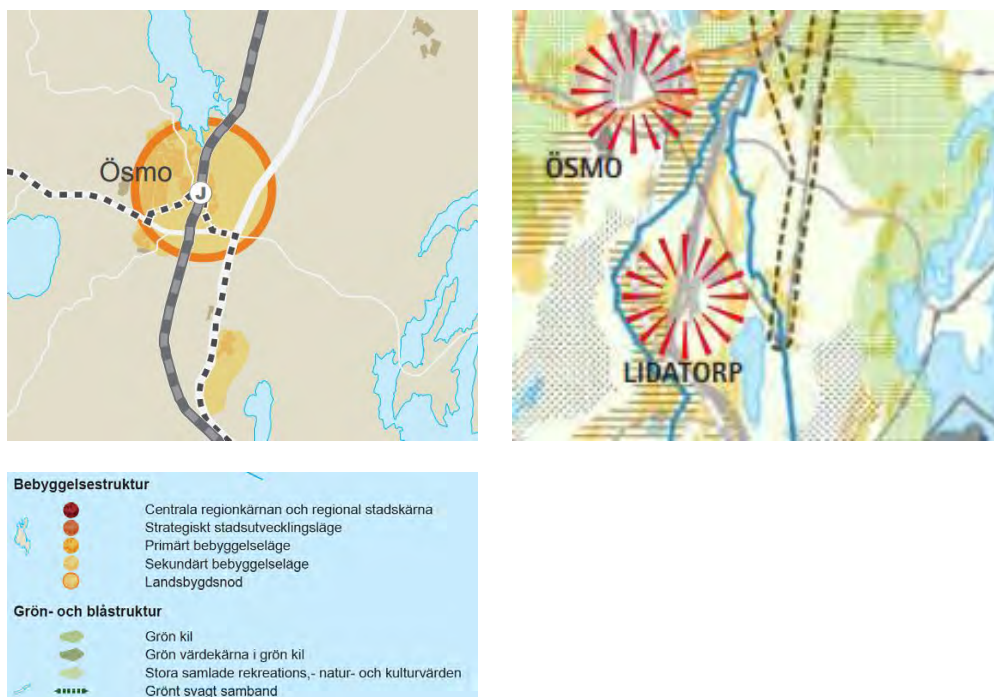 Ösmo
J
ÖSMO
LIDATORP
Bebyggelsestruktur
Centrala regionkärnan och regional stadskärna
Strategiskt stadsutvecklingsläge
Primärt bebyggelseläge
Sekundärt bebyggelseläge
Landsbygdsnod
Grön- och blåstruktur
Grön kil
Grön värdekärna i grön kil
Stora samlade rekreations,- natur- och kulturvärden
Grönt svagt samband